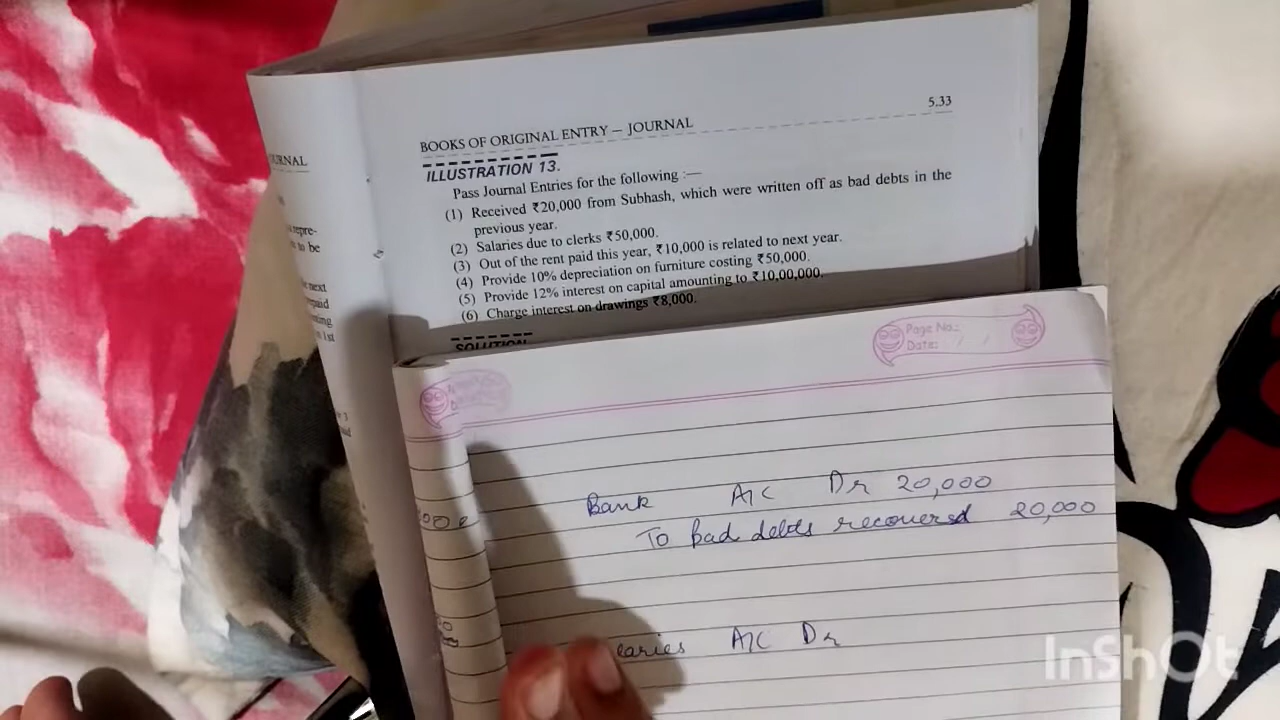 5.33
BOOKS OF ORIGINAL ENTRY — JOURNAL
ILLUSTRATION 13.
Pass Journal Entries for the following :—
(1) Received ₹20,000 from Subhash, which were written off as bad debts in the
previous year.
(2) Salaries due to clerks ₹50,000.
(3) Out of the rent paid this year, ₹10,000 is related to next year.
(4) Provide 10% depreciation on furniture costing ₹50,000.
(5) Provide 12% interest on capital amounting to ₹10,00,000.
(6) Charge interest on drawings ₹8,000.
SOLUTION
Page No.:
Date: / /
Bank A/C Dr 20,000
To bad debts recovered 20,000
laries A/C Dr
InShOt